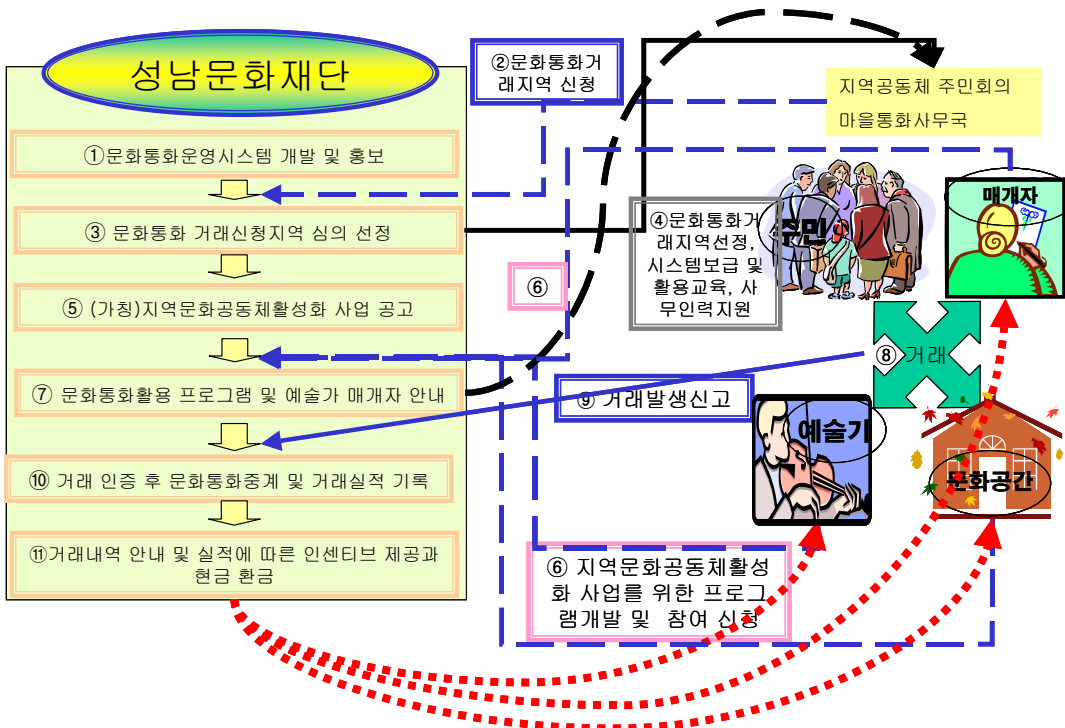 성남문화재단
①문화통화운영시스템 개발 및 홍보
③ 문화통화 거래신청지역 심의 선정
⑤ (가칭)지역문화공동체활성화 사업 공고
⑦ 문화통화활용 프로그램 및 예술가 매개자 안내
⑩ 거래 인증 후 문화통화중계 및 거래실적 기록
⑪거래내역 안내 및 실적에 따른 인센티브 제공과
현금 환금
②문화통화거
래지역 신청
지역공동체 주민회의
마을통화사무국
④문화통화거
래지역선정,
시스템보급 및
활용교육, 사
무인력지원
주민
매개자
⑥
⑧ 거래
⑨ 거래발생신고
예술가
문화공간
⑥ 지역문화공동체활성
화 사업를 위한 프로그
램개발 및 참여 신청